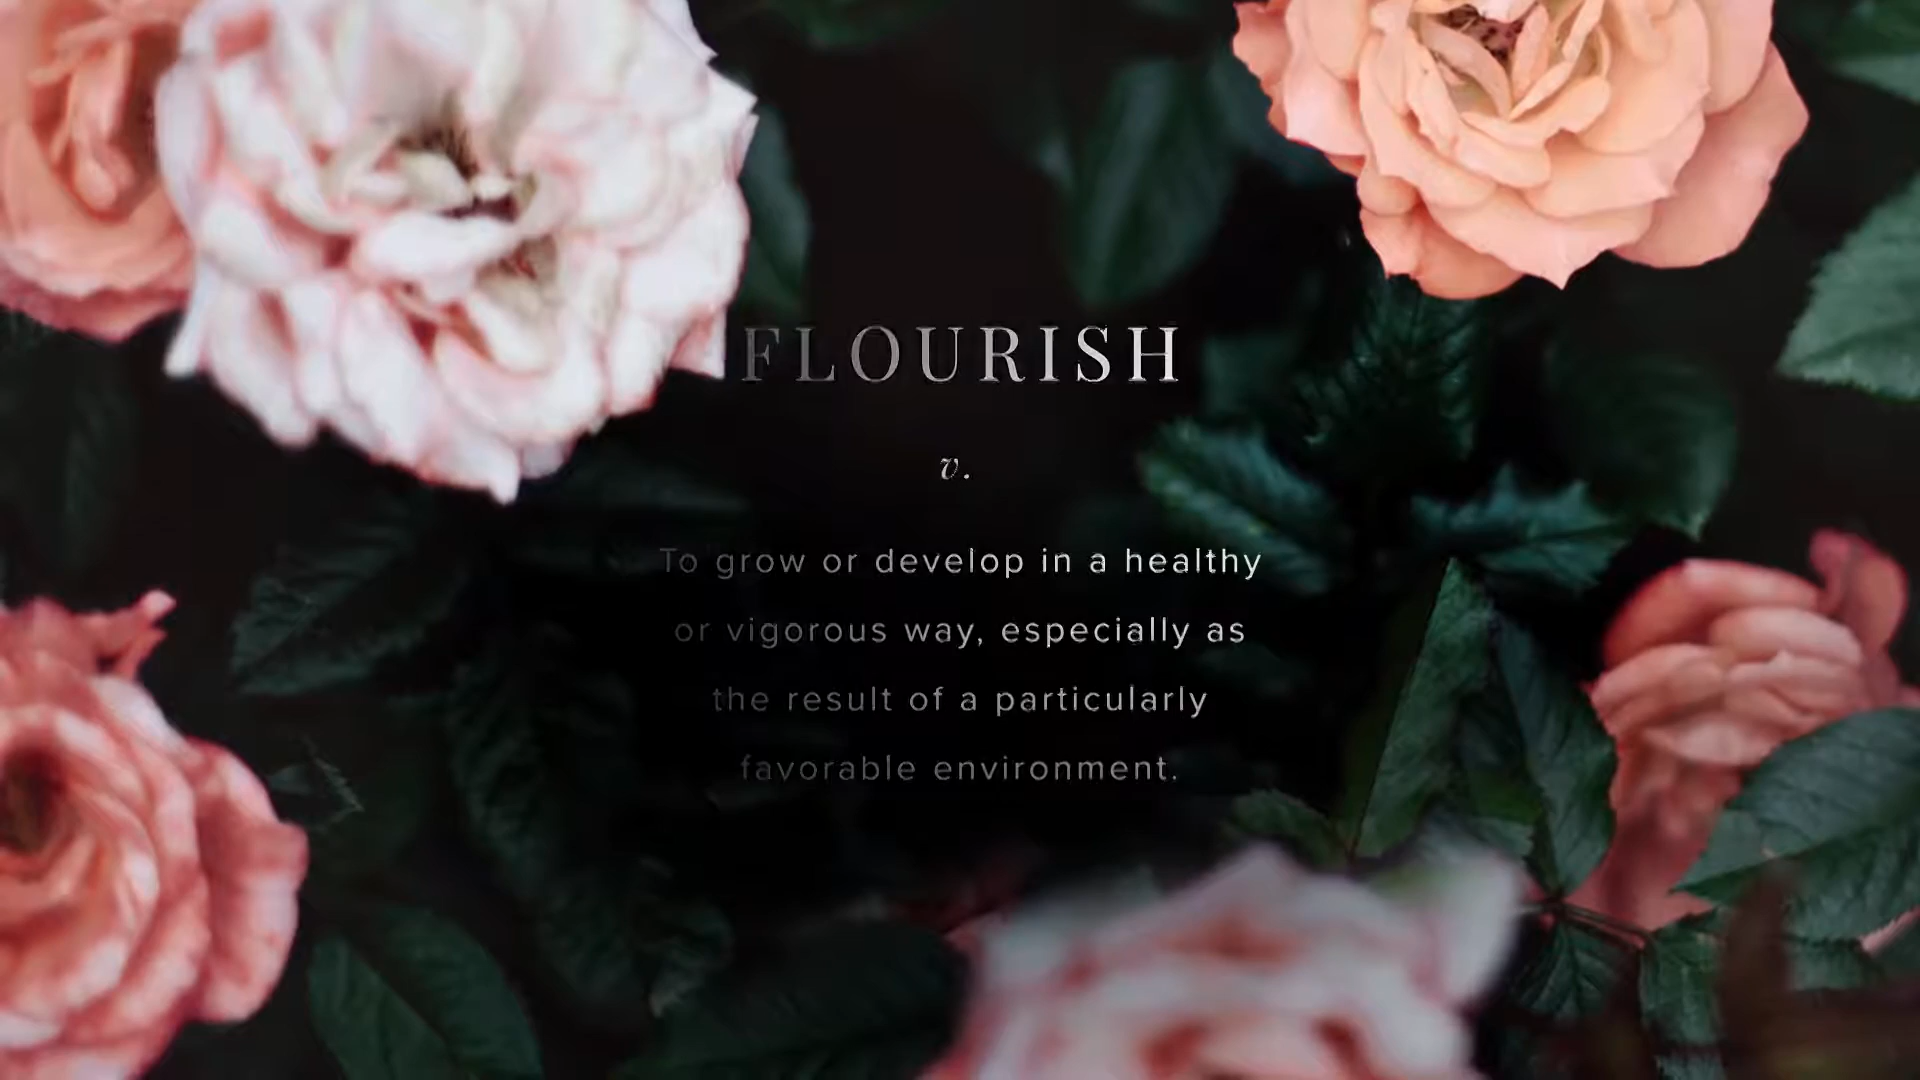 FLOURISH
v.
To grow or develop in a healthy
or vigorous way, especially as
the result of a particularly
favorable environment.